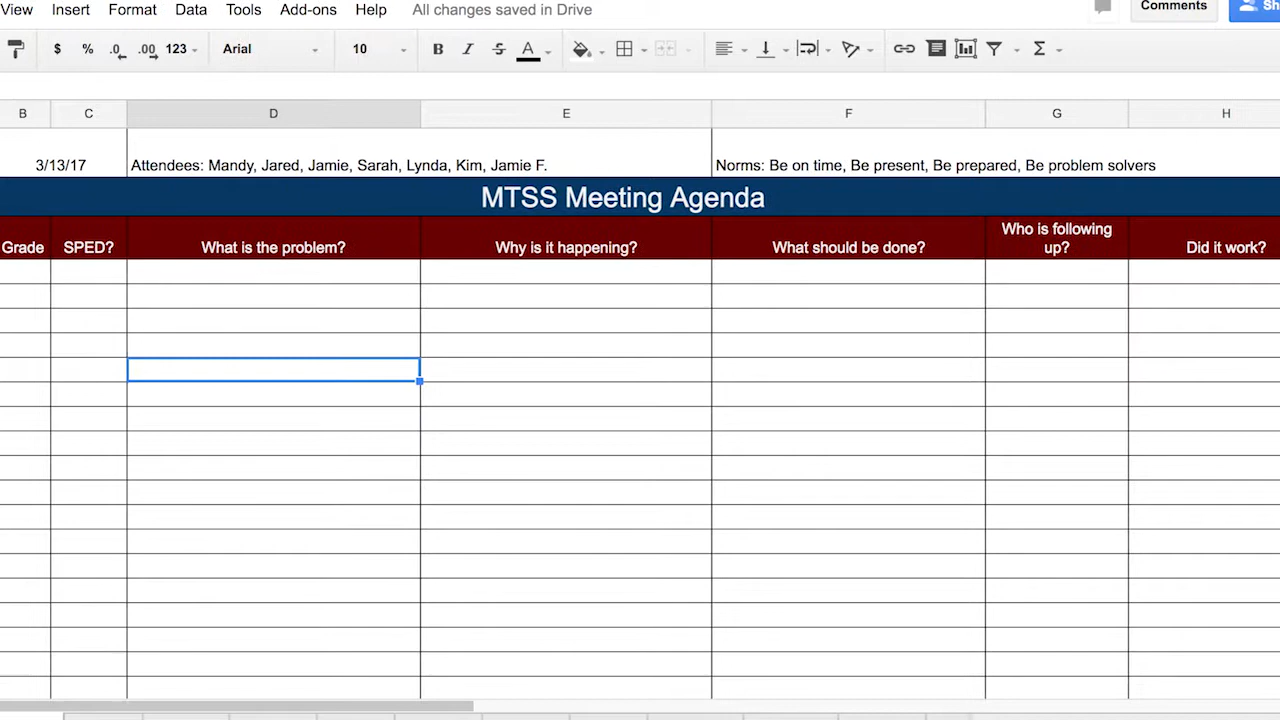 View Insert Format Data Tools Add-ons Help All changes saved in Drive Comments Sh
$ % .0 .00 123 Arial 10 B I S A Σ
B C D E F G H
3/13/17 Attendees: Mandy, Jared, Jamie, Sarah, Lynda, Kim, Jamie F. Norms: Be on time, Be present, Be prepared, Be problem solvers
MTSS Meeting Agenda
Grade SPED? What is the problem? Why is it happening? What should be done? Who is following up? Did it work?